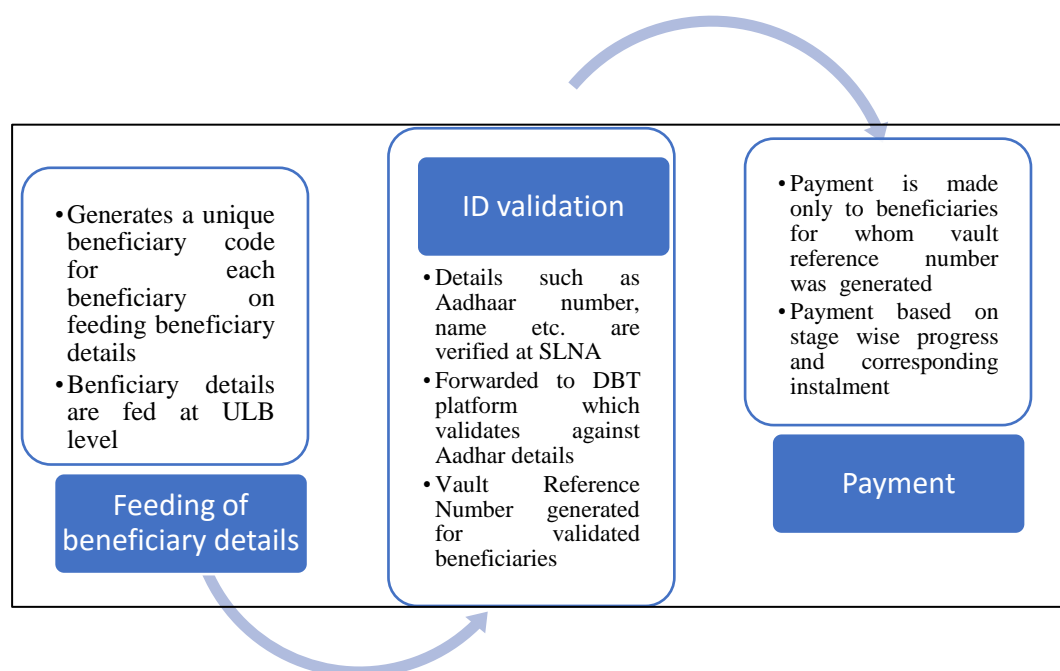 •Generates a unique
beneficiary code
for each
beneficiary on
feeding beneficiary
details
•Benficiary details
are fed at ULB
level
Feeding of
beneficiary details
ID validation
•Details such as
Aadhaar number,
name etc. are
verified at SLNA
•Forwarded to DBT
platform which
validates against
Aadhar details
•Vault Reference
Number generated
for validated
beneficiaries
•Payment is made
only to beneficiaries
for whom vault
reference number
was generated
•Payment based on
stage wise progress
and corresponding
instalment
Payment